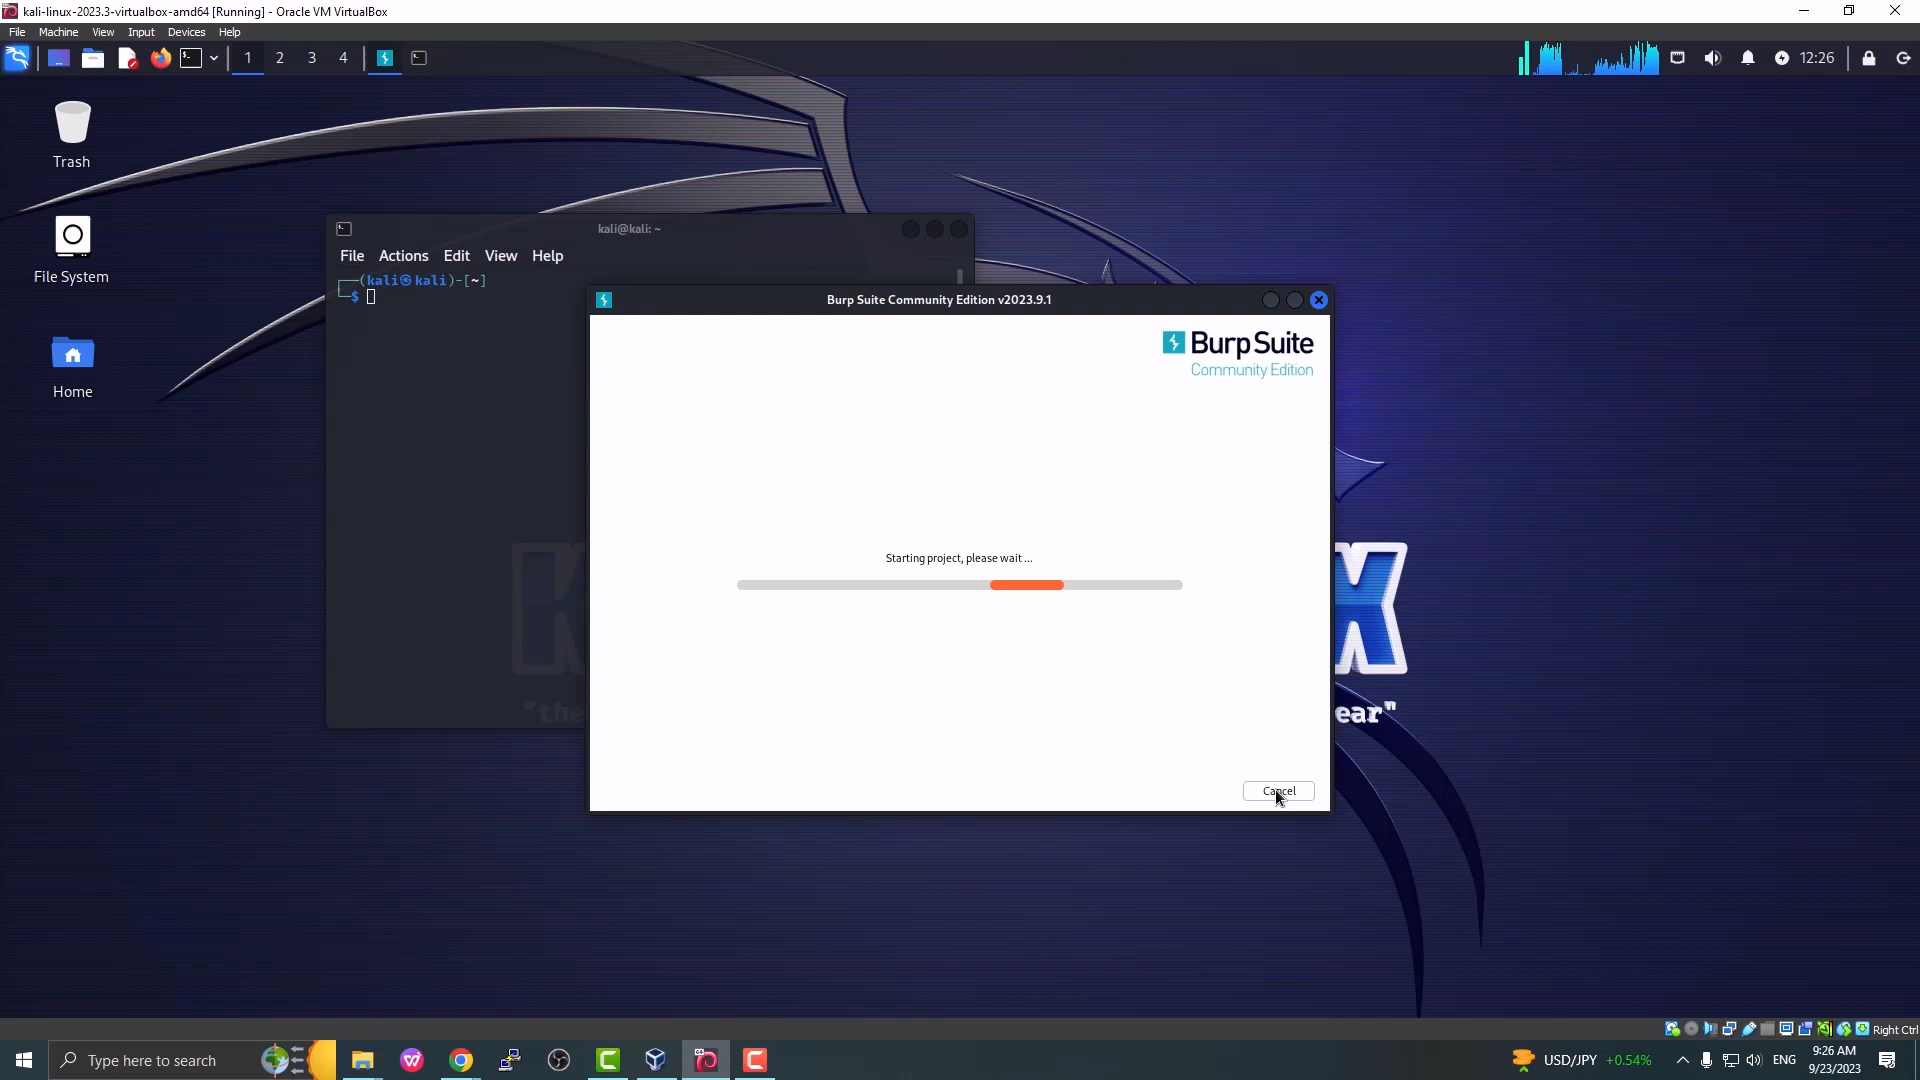 kali-linux-2023.3-virtualbox-amd64 [Running] - Oracle VM VirtualBox
File Machine View Input Devices Help
1 2 3 4
12:26
Trash
File System
Home
kali@kali: ~
File Actions Edit View Help
(kali㉿kali)-[~]
$
Burp Suite Community Edition v2023.9.1
Burp Suite
Community Edition
Starting project, please wait ...
Cancel
"the
ear"
Right Ctrl
Type here to search
USD/JPY +0.54%
ENG
9:26 AM
9/23/2023